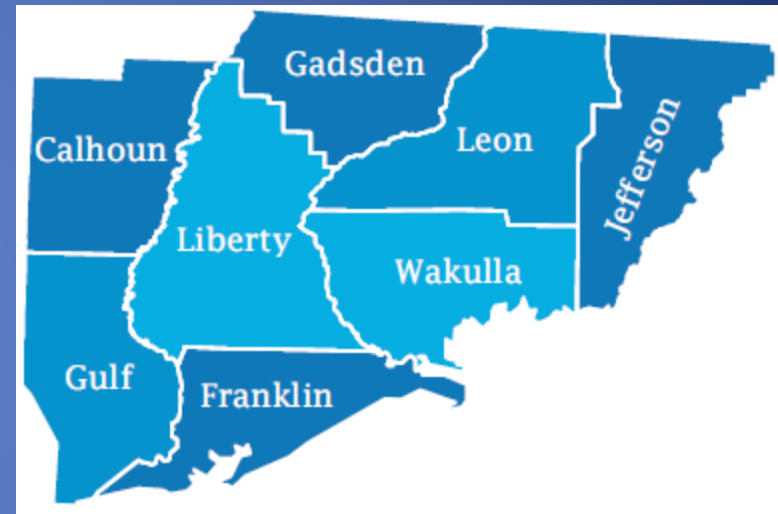 Gadsden
Calhoun
Leon
Jefferson
Liberty
Wakulla
Gulf
Franklin